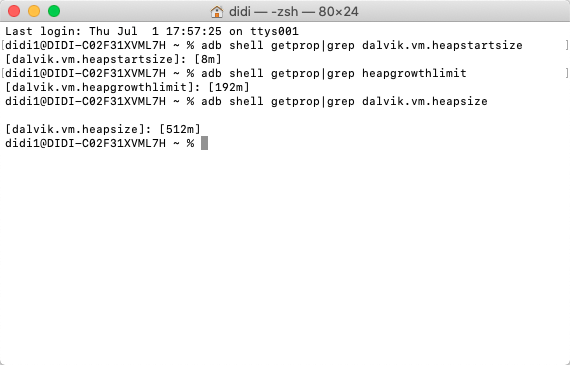 didi — -zsh — 80×24
Last login: Thu Jul  1 17:57:25 on ttys001
[didi1@DIDI-C02F31XVML7H ~ % adb shell getprop|grep dalvik.vm.heapstartsize ]
[dalvik.vm.heapstartsize]: [8m]
[didi1@DIDI-C02F31XVML7H ~ % adb shell getprop|grep heapgrowthlimit ]
[dalvik.vm.heapgrowthlimit]: [192m]
didi1@DIDI-C02F31XVML7H ~ % adb shell getprop|grep dalvik.vm.heapsize
[dalvik.vm.heapsize]: [512m]
didi1@DIDI-C02F31XVML7H ~ %